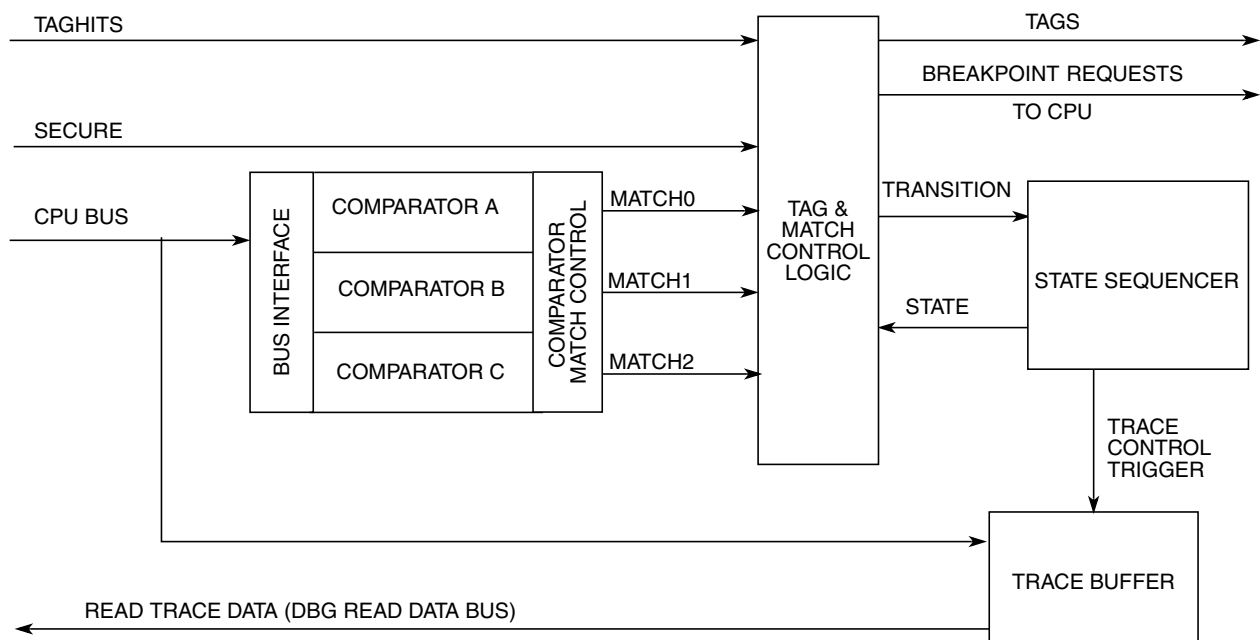 TAGHITS
TAGS
BREAKPOINT REQUESTS
TO CPU
SECURE
CPU BUS
BUS INTERFACE
COMPARATOR A
COMPARATOR B
COMPARATOR C
COMPARATOR
MATCH CONTROL
MATCH0
MATCH1
MATCH2
TAG &
MATCH
CONTROL
LOGIC
TRANSITION
STATE
STATE SEQUENCER
TRACE
CONTROL
TRIGGER
TRACE BUFFER
READ TRACE DATA (DBG READ DATA BUS)